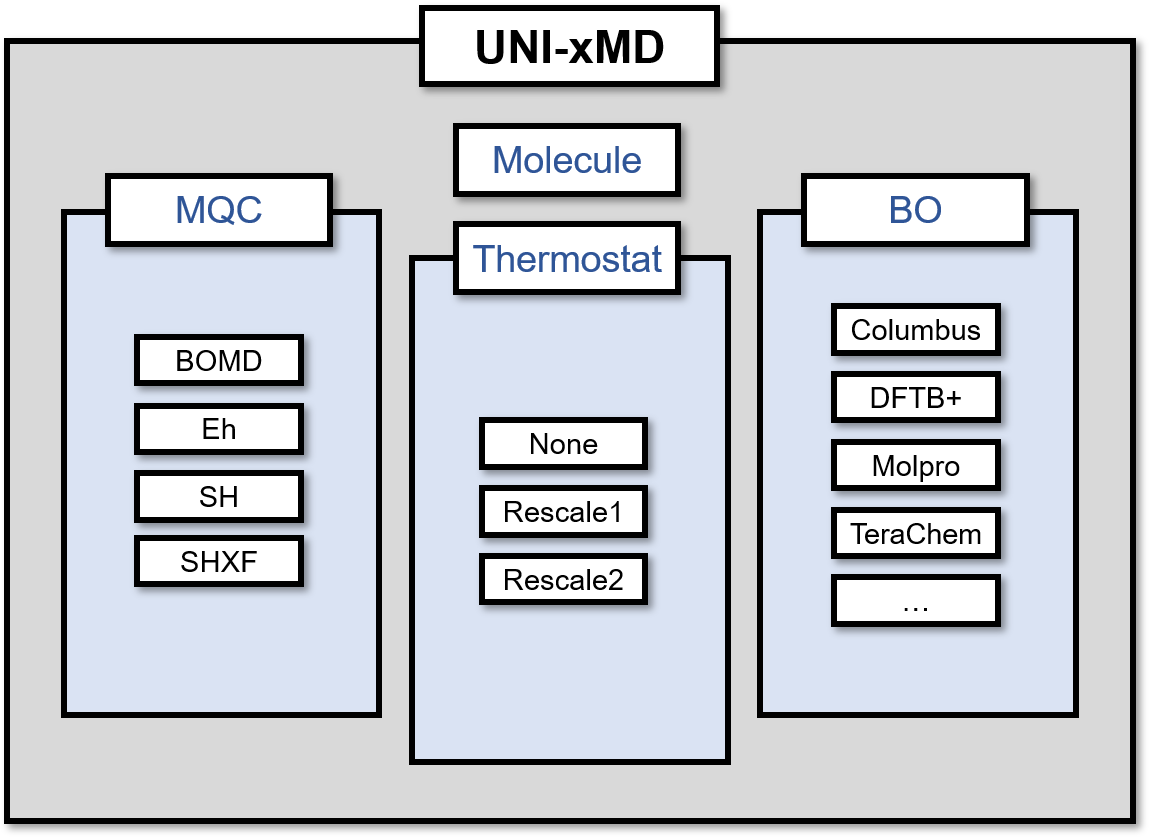 UNI-xMD
Molecule
MQC
BOMD
Eh
SH
SHXF
Thermostat
None
Rescale1
Rescale2
BO
Columbus
DFTB+
Molpro
TeraChem
…